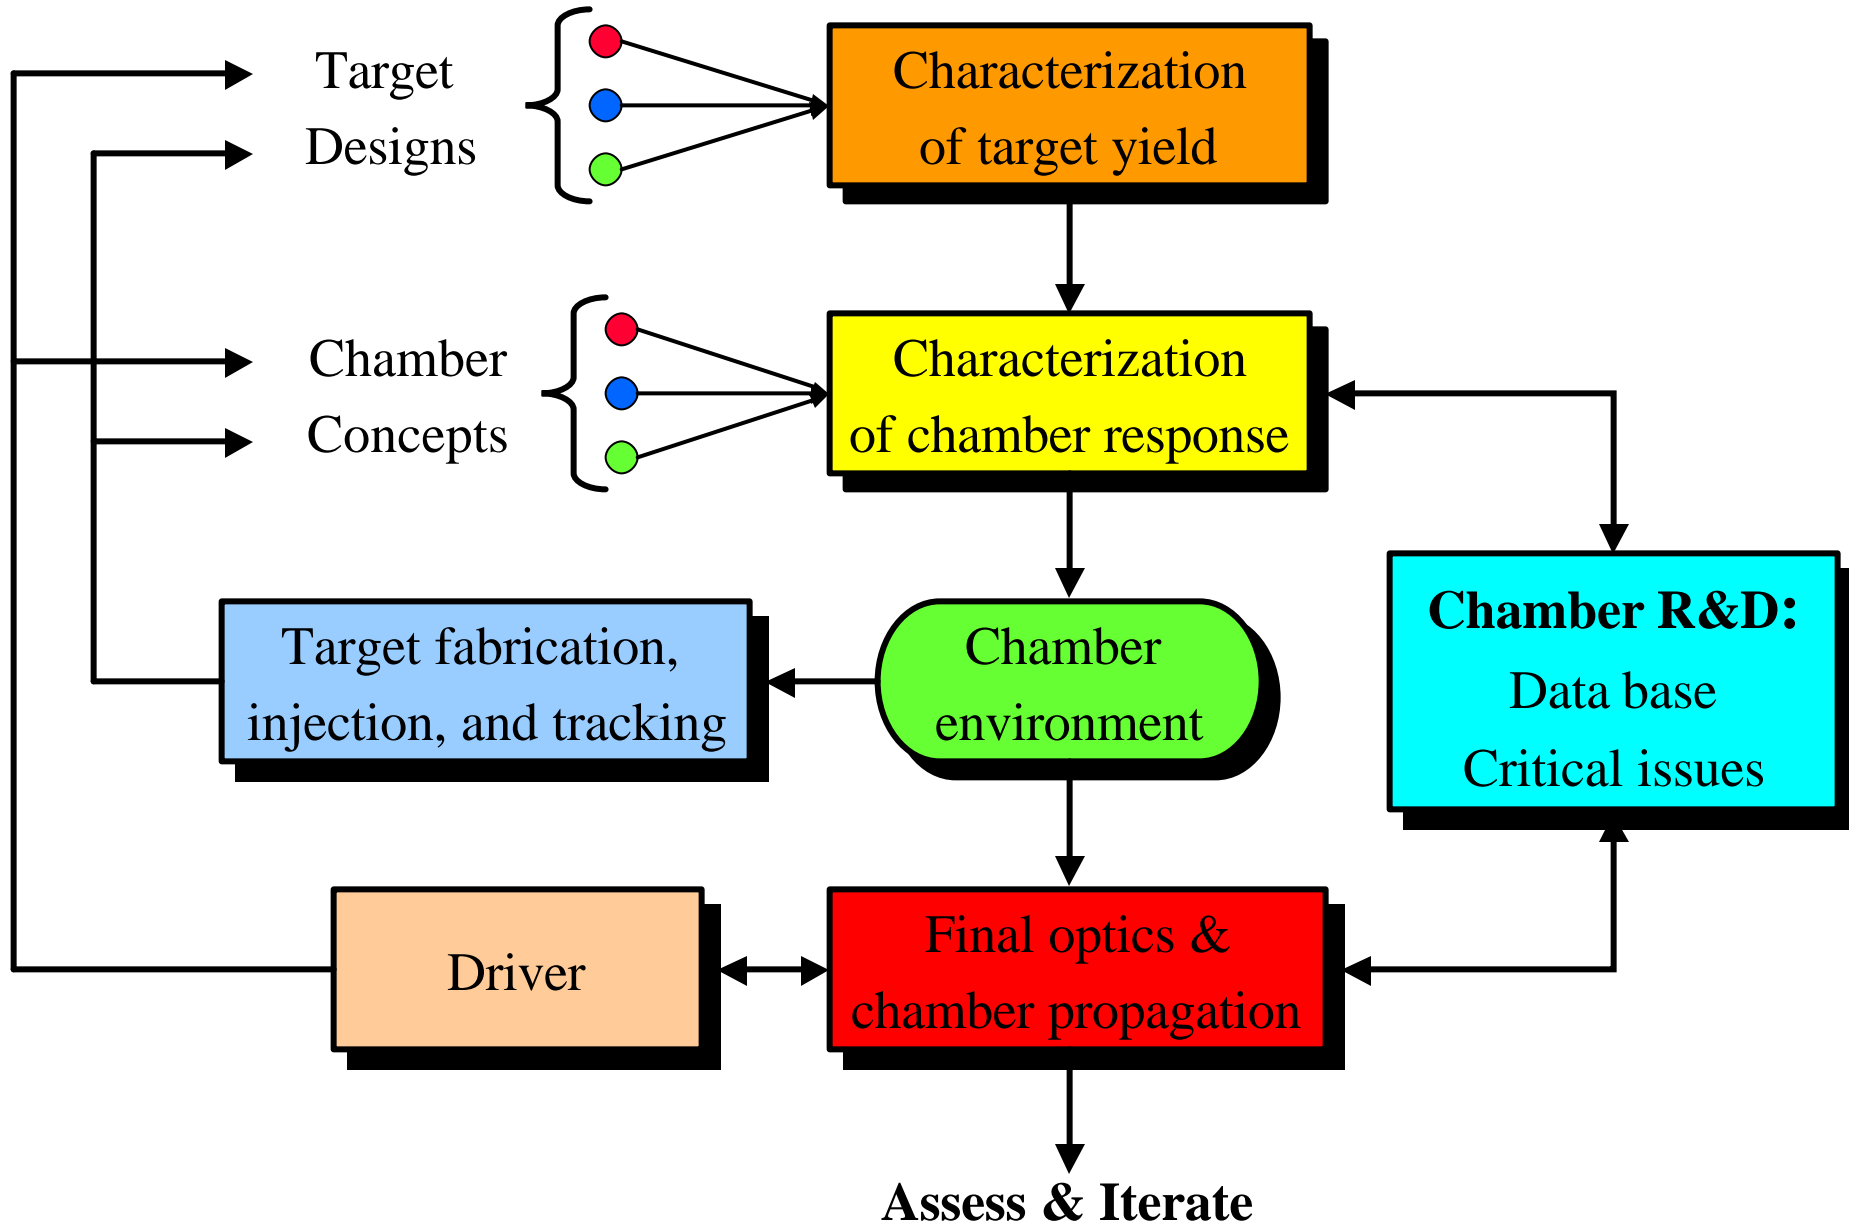 Target
Designs
Characterization
of target yield
Chamber
Concepts
Characterization
of chamber response
Target fabrication,
injection, and tracking
Chamber
environment
Chamber R&D:
Data base
Critical issues
Driver
Final optics &
chamber propagation
Assess & Iterate